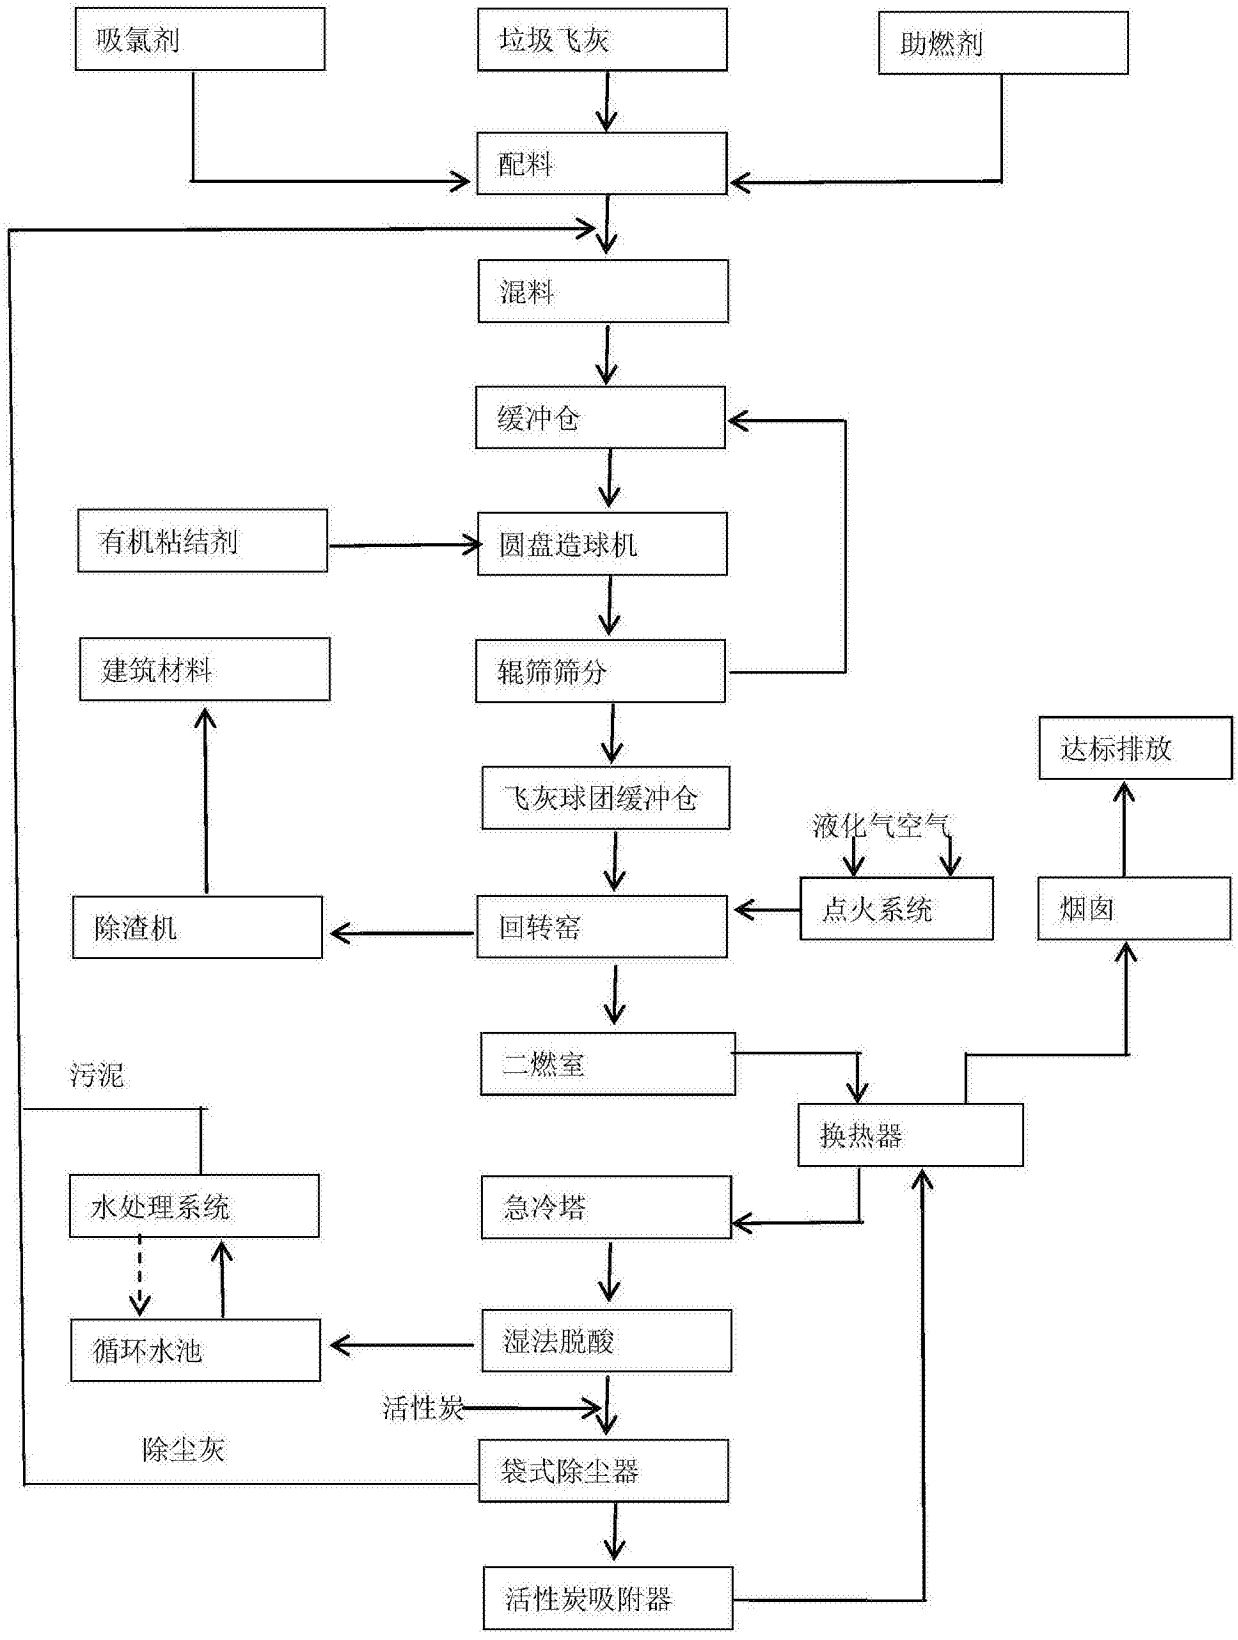 吸氯剂
垃圾飞灰
助燃剂
配料
混料
缓冲仓
有机粘结剂
圆盘造球机
建筑材料
辊筛筛分
达标排放
飞灰球团缓冲仓
液化气空气
除渣机
回转窑
点火系统
烟囱
二燃室
污泥
换热器
水处理系统
急冷塔
循环水池
湿法脱酸
活性炭
除尘灰
袋式除尘器
活性炭吸附器